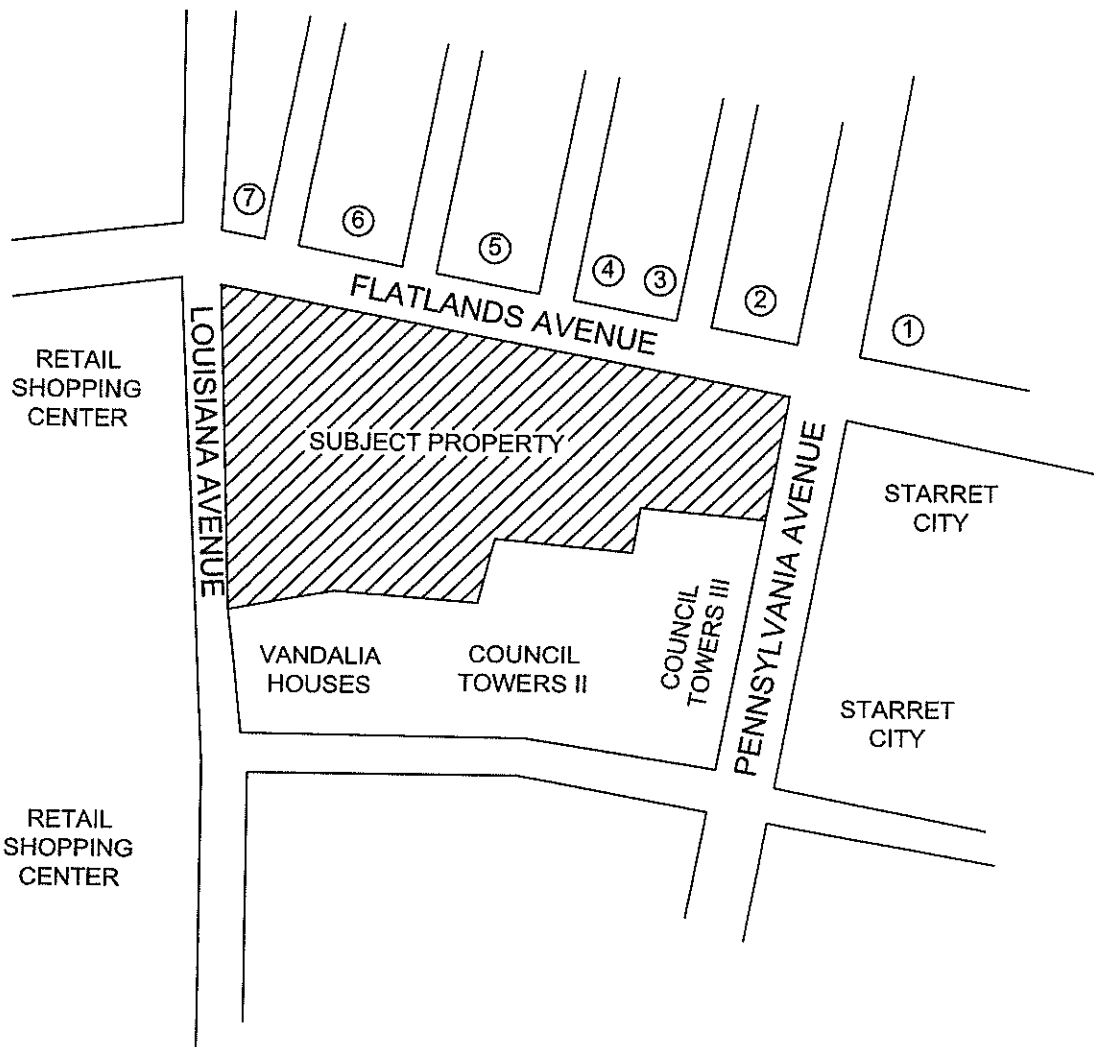 ⑦
⑥
⑤
④
③
②
①
FLATLANDS AVENUE
RETAIL
SHOPPING
CENTER
LOUISIANA AVENUE
SUBJECT PROPERTY
PENNSYLVANIA AVENUE
STARRET
CITY
VANDALIA
HOUSES
COUNCIL
TOWERS II
COUNCIL
TOWERS III
STARRET
CITY
RETAIL
SHOPPING
CENTER